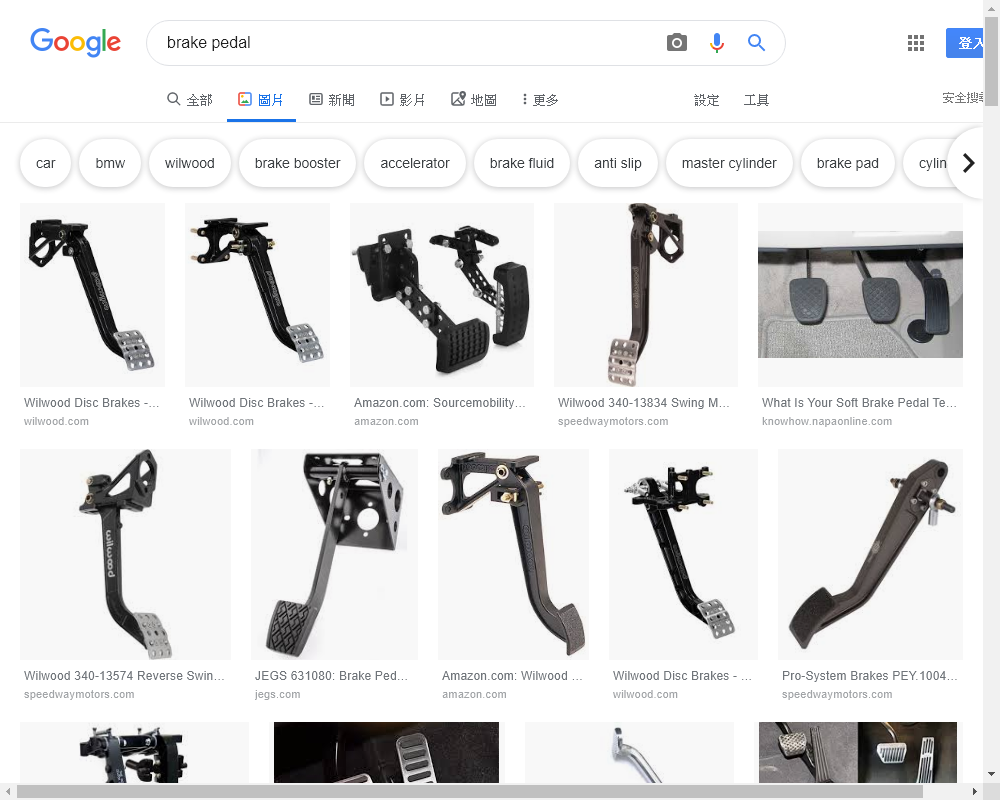 Google
brake pedal
登入
全部
圖片
新聞
影片
地圖
更多
設定
工具
安全搜尋
car
bmw
wilwood
brake booster
accelerator
brake fluid
anti slip
master cylinder
brake pad
cylin
Wilwood Disc Brakes -...
wilwood.com
Wilwood Disc Brakes -...
wilwood.com
Amazon.com: Sourcemobility...
amazon.com
Wilwood 340-13834 Swing M...
speedwaymotors.com
What Is Your Soft Brake Pedal Te...
knowhow.napaonline.com
wilwood
Wilwood 340-13574 Reverse Swin...
speedwaymotors.com
JEGS 631080: Brake Ped...
jegs.com
Amazon.com: Wilwood ...
amazon.com
Wilwood Disc Brakes - ...
wilwood.com
Pro-System Brakes PEY.1004...
speedwaymotors.com